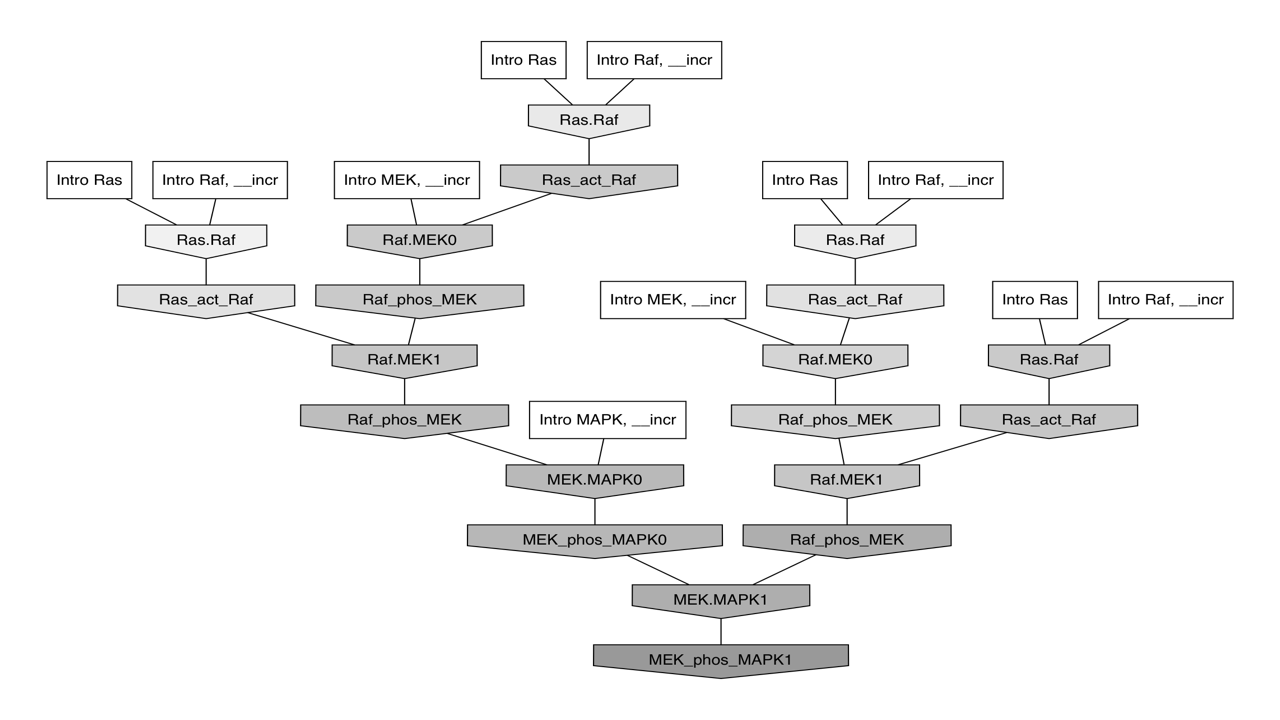 Intro Ras
Intro Raf, __incr
Ras.Raf
Intro Ras
Intro Raf, __incr
Intro MEK, __incr
Ras_act_Raf
Intro Ras
Intro Raf, __incr
Ras.Raf
Raf.MEK0
Ras.Raf
Ras_act_Raf
Raf_phos_MEK
Intro MEK, __incr
Ras_act_Raf
Intro Ras
Intro Raf, __incr
Raf.MEK1
Raf.MEK0
Ras.Raf
Raf_phos_MEK
Intro MAPK, __incr
Raf_phos_MEK
Ras_act_Raf
MEK.MAPK0
Raf.MEK1
MEK_phos_MAPK0
Raf_phos_MEK
MEK.MAPK1
MEK_phos_MAPK1